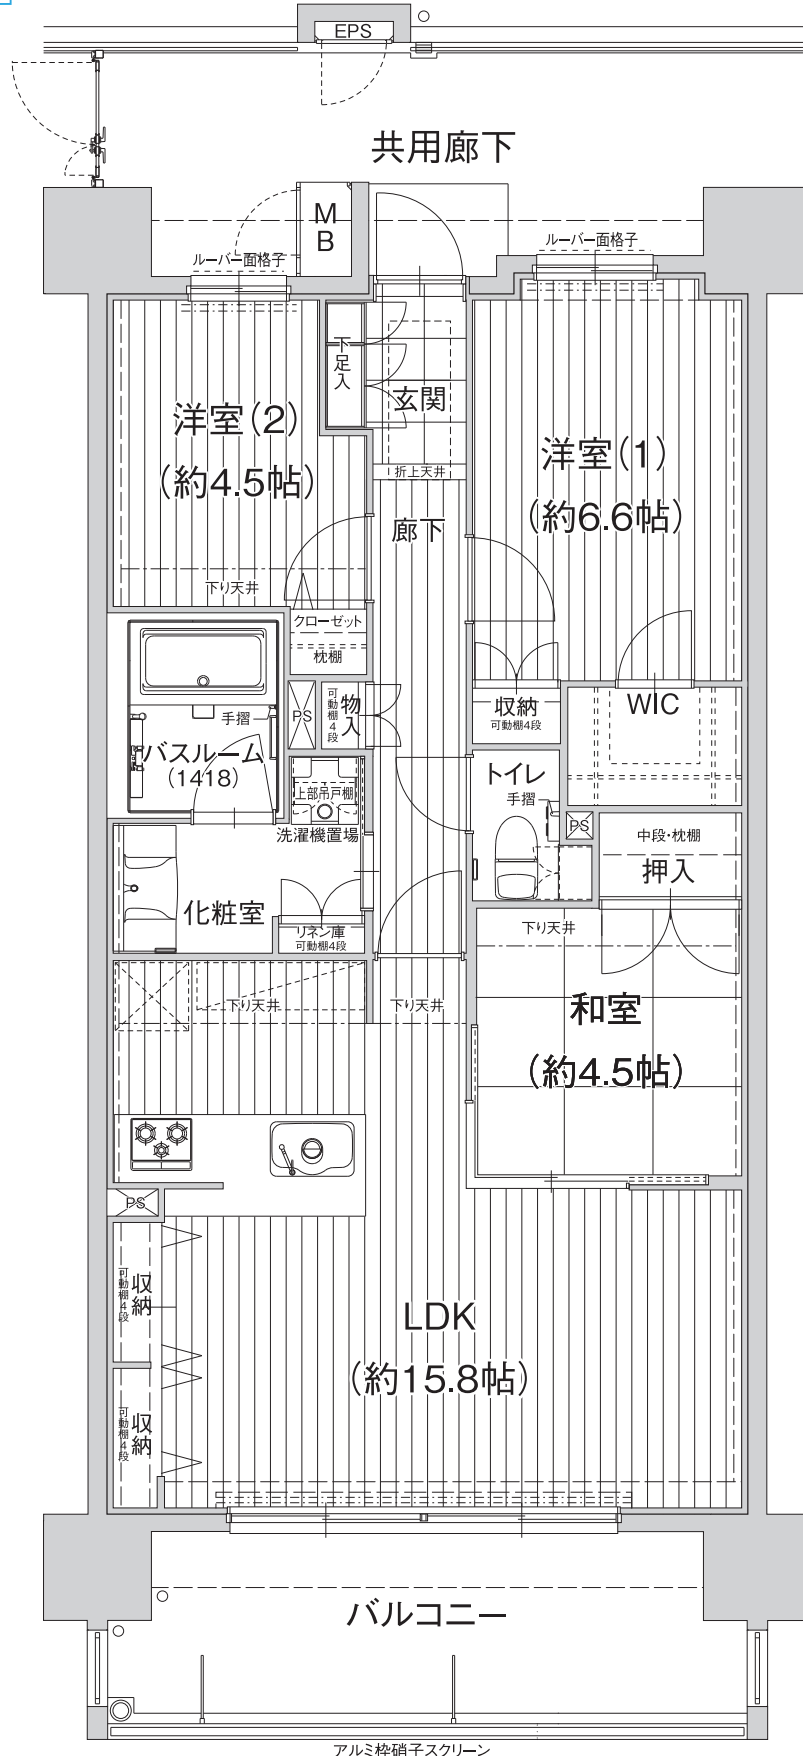 EPS
共用廊下
M
B
ルーバー面格子
ルーバー面格子
下足入
玄関
洋室(2)
(約4.5帖)
洋室(1)
(約6.6帖)
折上天井
廊下
下り天井
クローゼット
枕棚
手摺
PS
可動棚4段
物入
収納
可動棚4段
WIC
バスルーム
(1418)
上部吊戸棚
洗濯機置場
トイレ
手摺
PS
中段・枕棚
押入
化粧室
リネン庫
可動棚4段
下り天井
下り天井
下り天井
和室
(約4.5帖)
PS
可動棚4段
収納
LDK
(約15.8帖)
可動棚4段
収納
バルコニー
アルミ枠硝子スクリーン